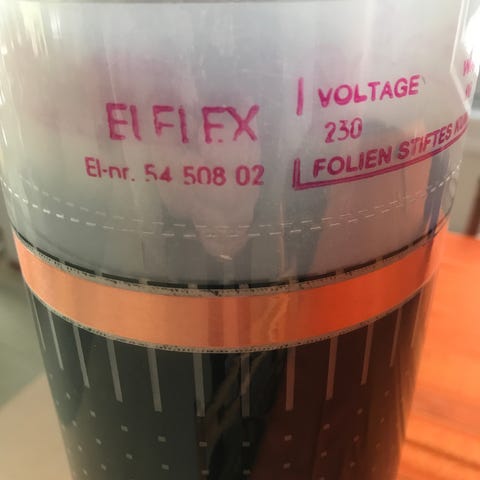 ELFLEX
El-nr. 54 508 02
VOLTAGE
230
FOLIEN STIFTES